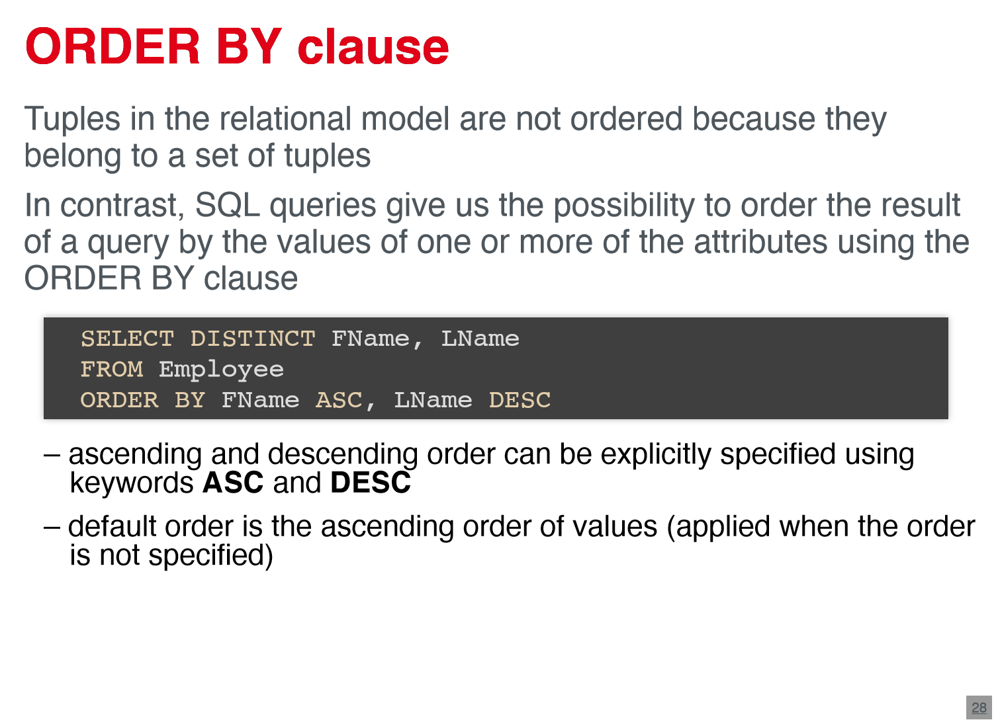 ORDER BY clause
Tuples in the relational model are not ordered because they
belong to a set of tuples
In contrast, SQL queries give us the possibility to order the result
of a query by the values of one or more of the attributes using the
ORDER BY clause
SELECT DISTINCT FName, LName
FROM Employee
ORDER BY FName ASC, LName DESC
– ascending and descending order can be explicitly specified using
keywords ASC and DESC
– default order is the ascending order of values (applied when the order
is not specified)
28